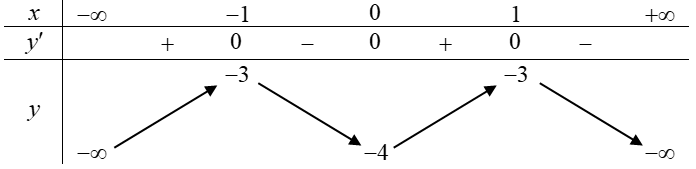 x −∞ −1 0 1 +∞
y′ + 0 − 0 + 0 −
−3 −3
y
−∞ −4 −∞